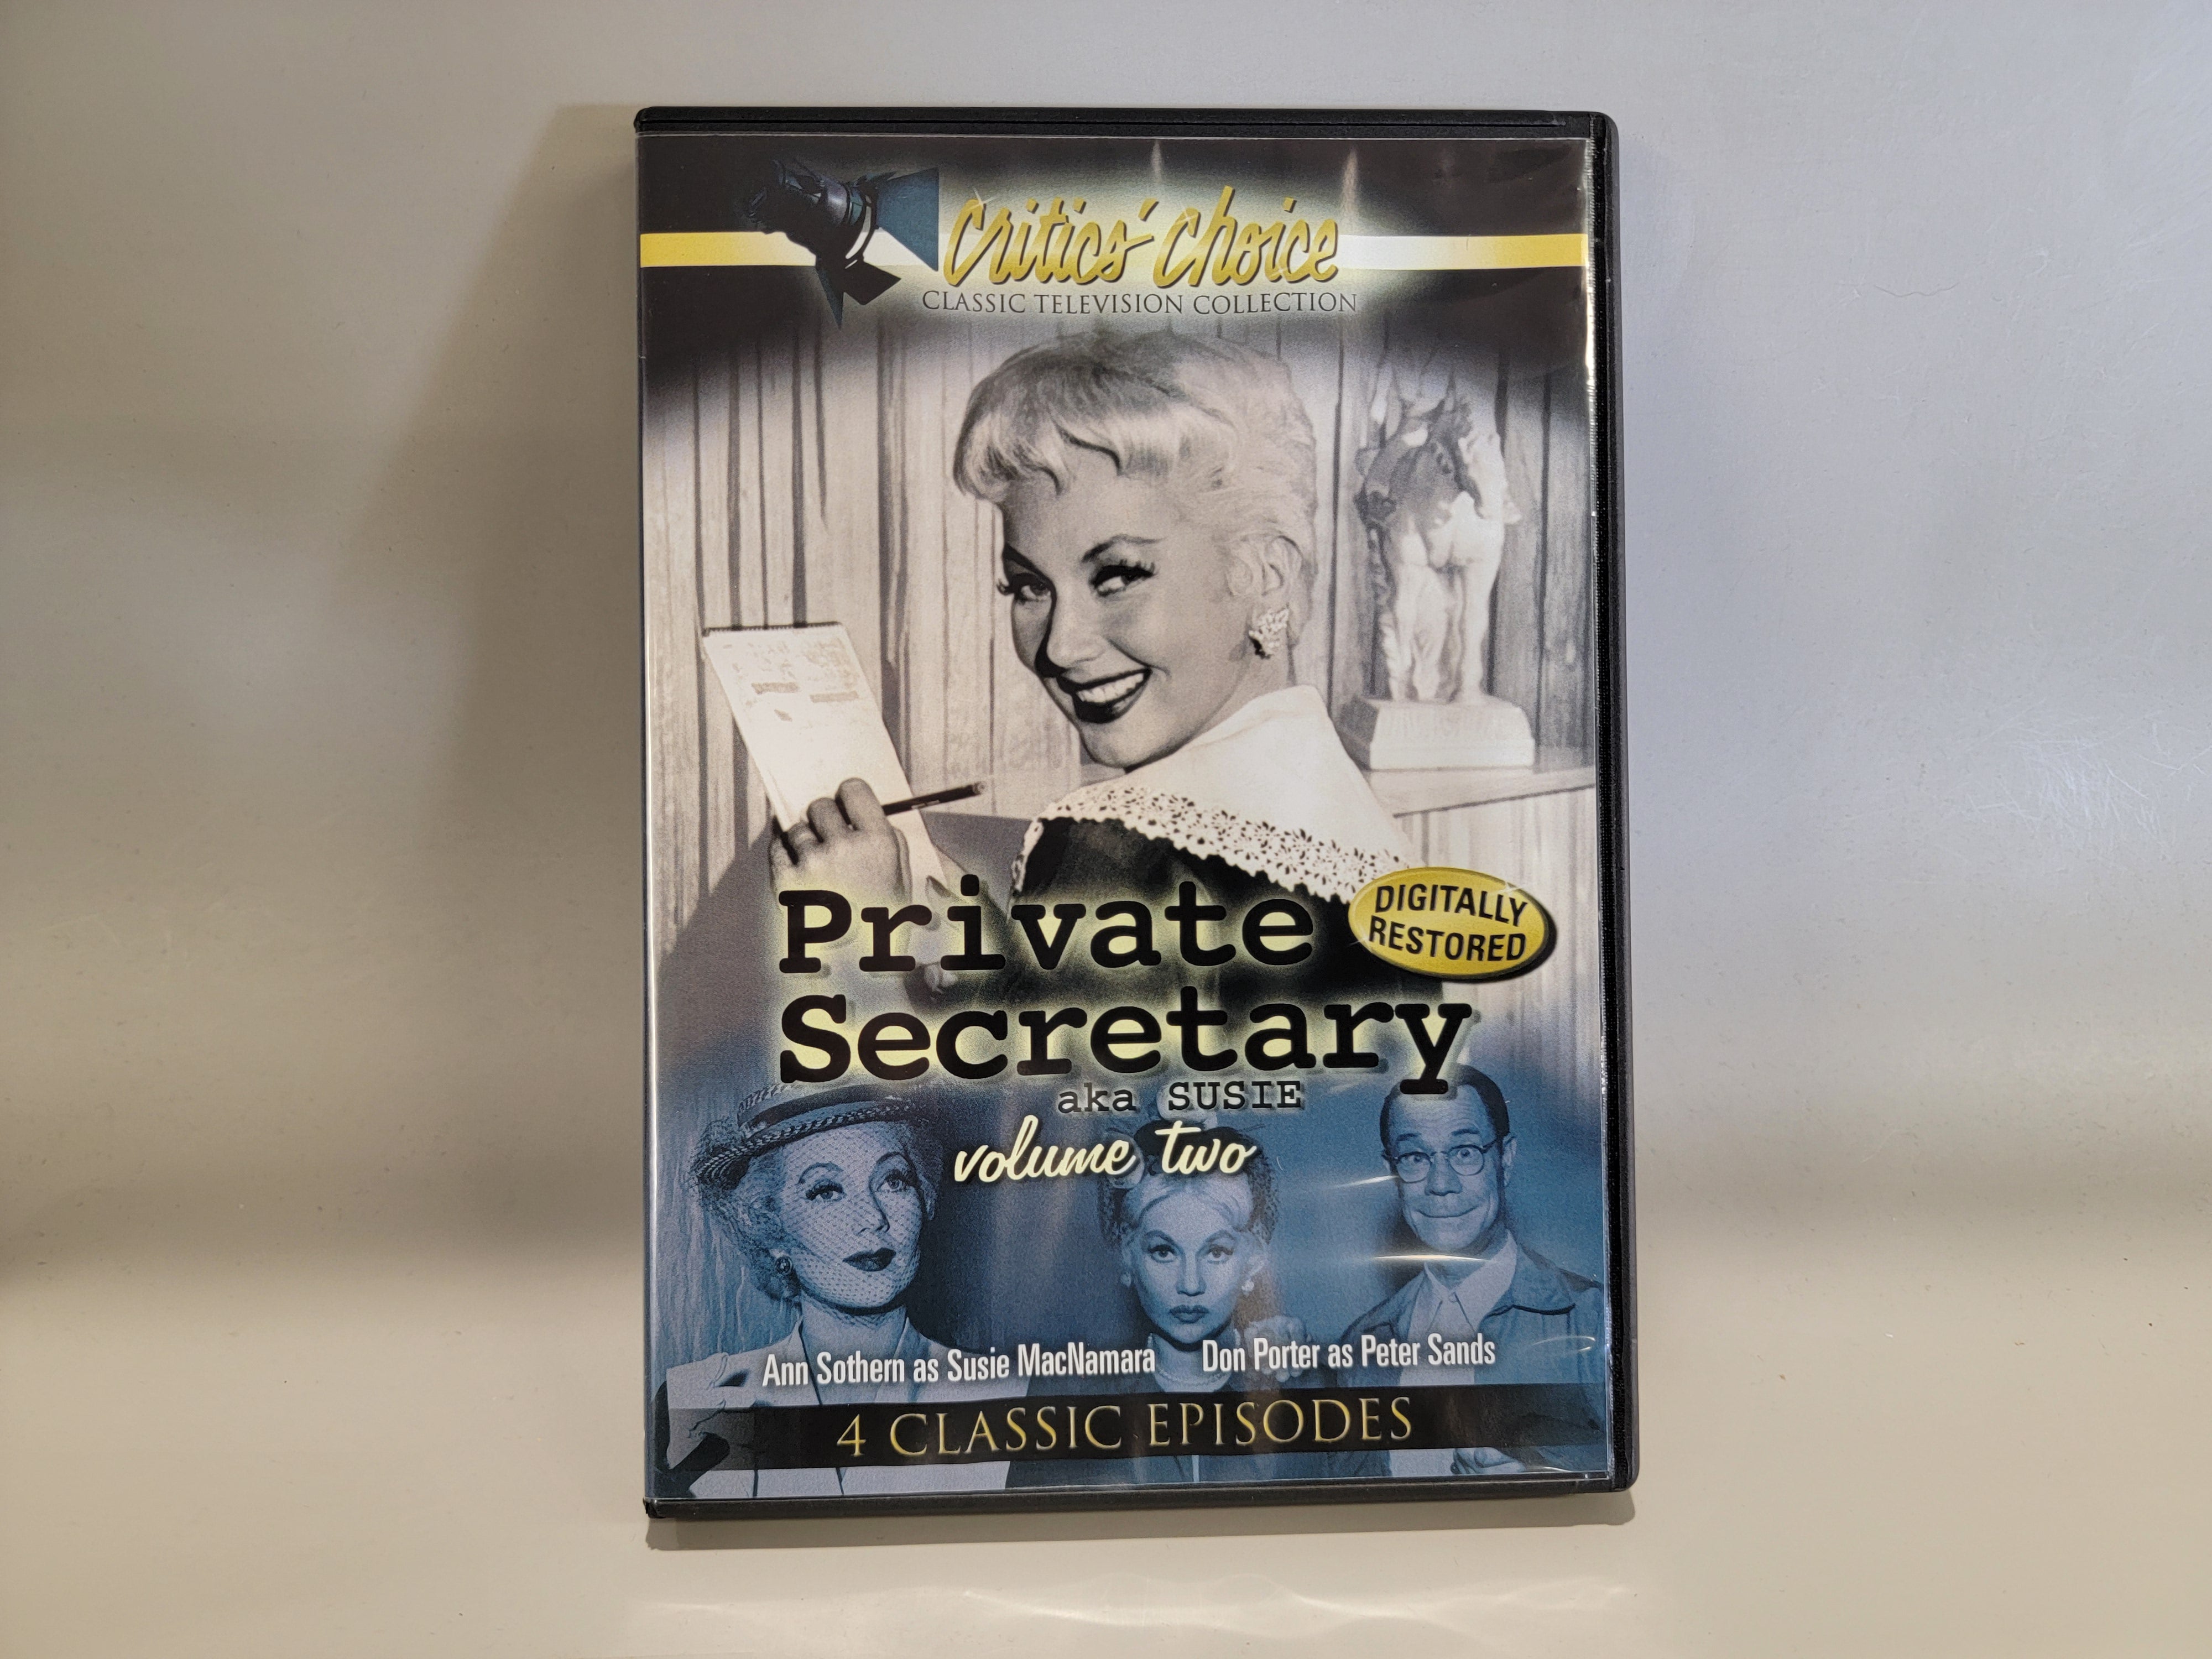 Critics' Choice
CLASSIC TELEVISION COLLECTION
Private
DIGITALLY
RESTORED
Secretary
aka SUSIE
volume two
Ann Sothern as Susie MacNamara
Don Porter as Peter Sands
4 CLASSIC EPISODES